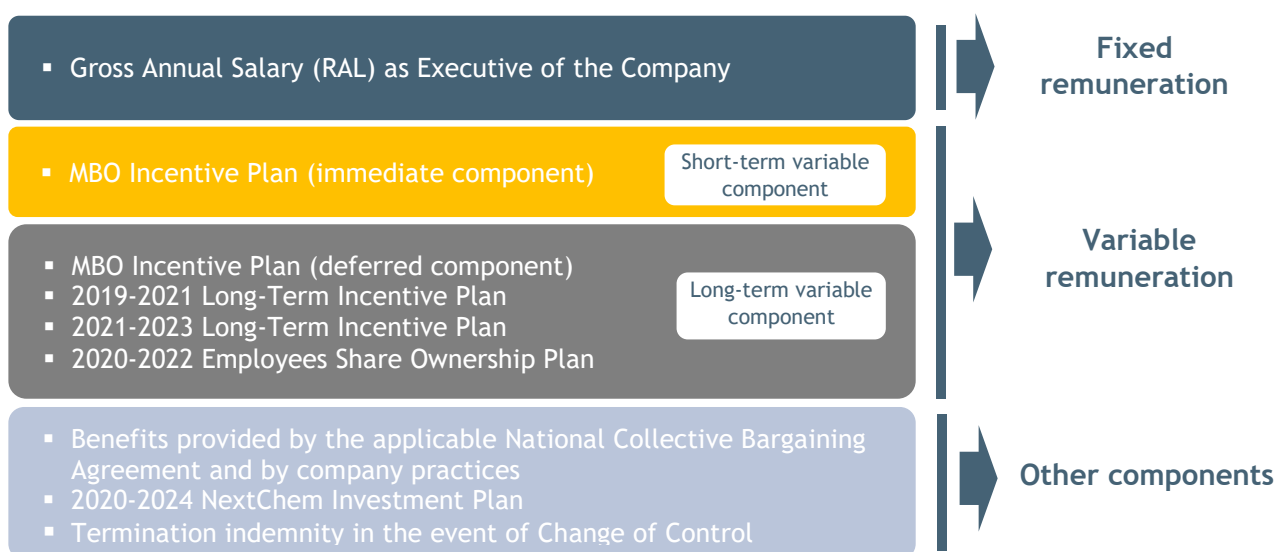 ▪ Gross Annual Salary (RAL) as Executive of the Company
Fixed
remuneration
▪ MBO Incentive Plan (immediate component)
Short-term variable
component
▪ MBO Incentive Plan (deferred component)
▪ 2019-2021 Long-Term Incentive Plan
▪ 2021-2023 Long-Term Incentive Plan
▪ 2020-2022 Employees Share Ownership Plan
Long-term variable
component
Variable
remuneration
▪ Benefits provided by the applicable National Collective Bargaining
Agreement and by company practices
▪ 2020-2024 NextChem Investment Plan
▪ Termination indemnity in the event of Change of Control
Other components